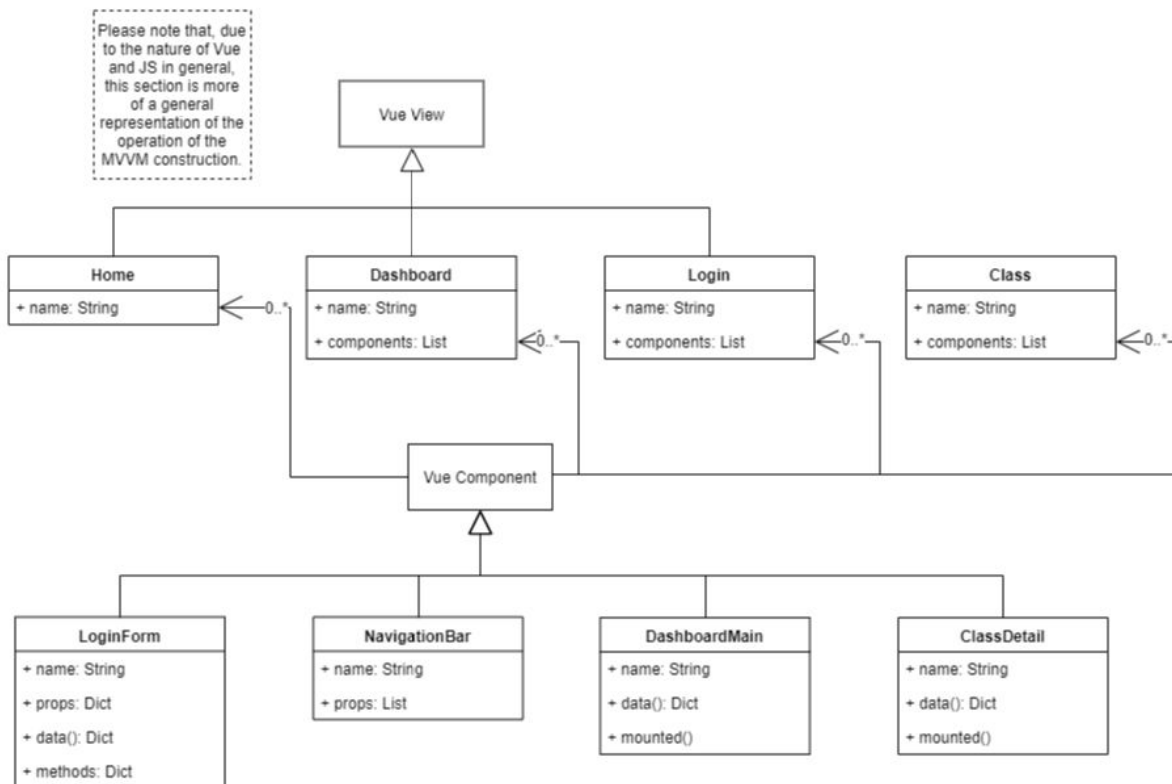 Please note that, due
to the nature of Vue
and JS in general,
this section is more
of a general
representation of the
operation of the
MVVM construction.
Vue View
Home
+ name: String
0..*
Dashboard
+ name: String
+ components: List
0..*
Login
+ name: String
+ components: List
0..*
Class
+ name: String
+ components: List
0..*
Vue Component
LoginForm
+ name: String
+ props: Dict
+ data(): Dict
+ methods: Dict
NavigationBar
+ name: String
+ props: List
DashboardMain
+ name: String
+ data(): Dict
+ mounted()
ClassDetail
+ name: String
+ data(): Dict
+ mounted()